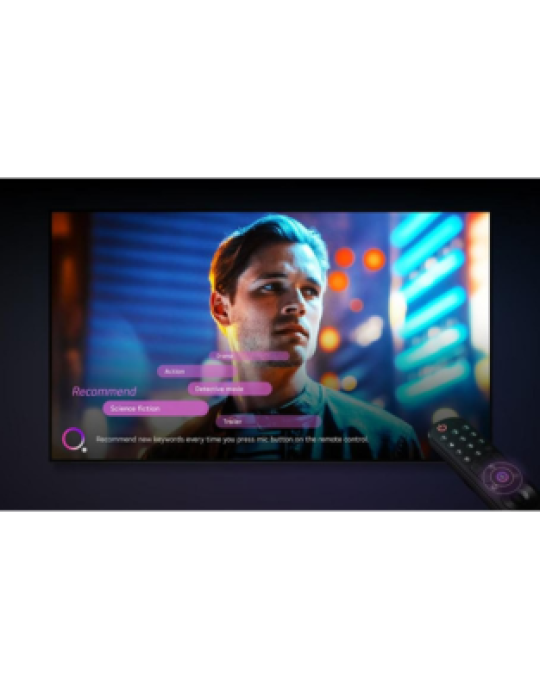 Drama
Action
Recommend
Detective movie
Science fiction
Trailer
Recommend new keywords every time you press mic button on the remote control.